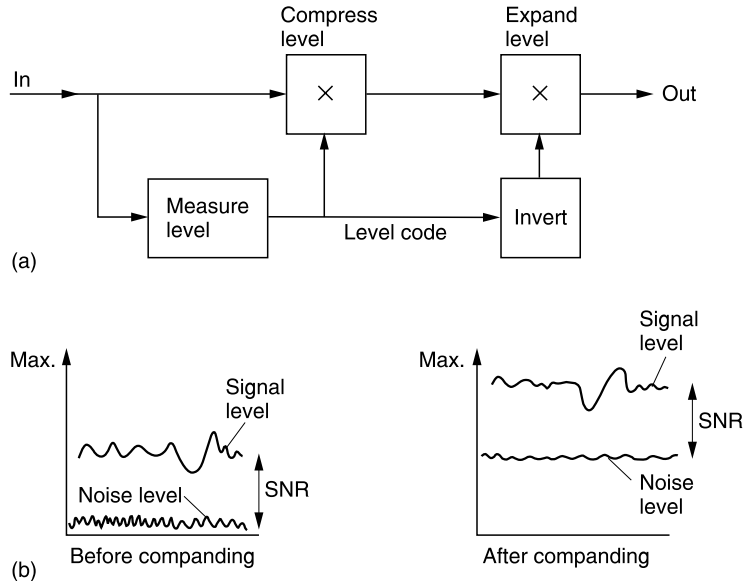 Compress
level
Expand
level
In
×
×
Out
Measure
level
Level code
Invert
(a)
Max.
Signal
level
SNR
Noise level
Before companding
Max.
Signal
level
SNR
Noise
level
After companding
(b)